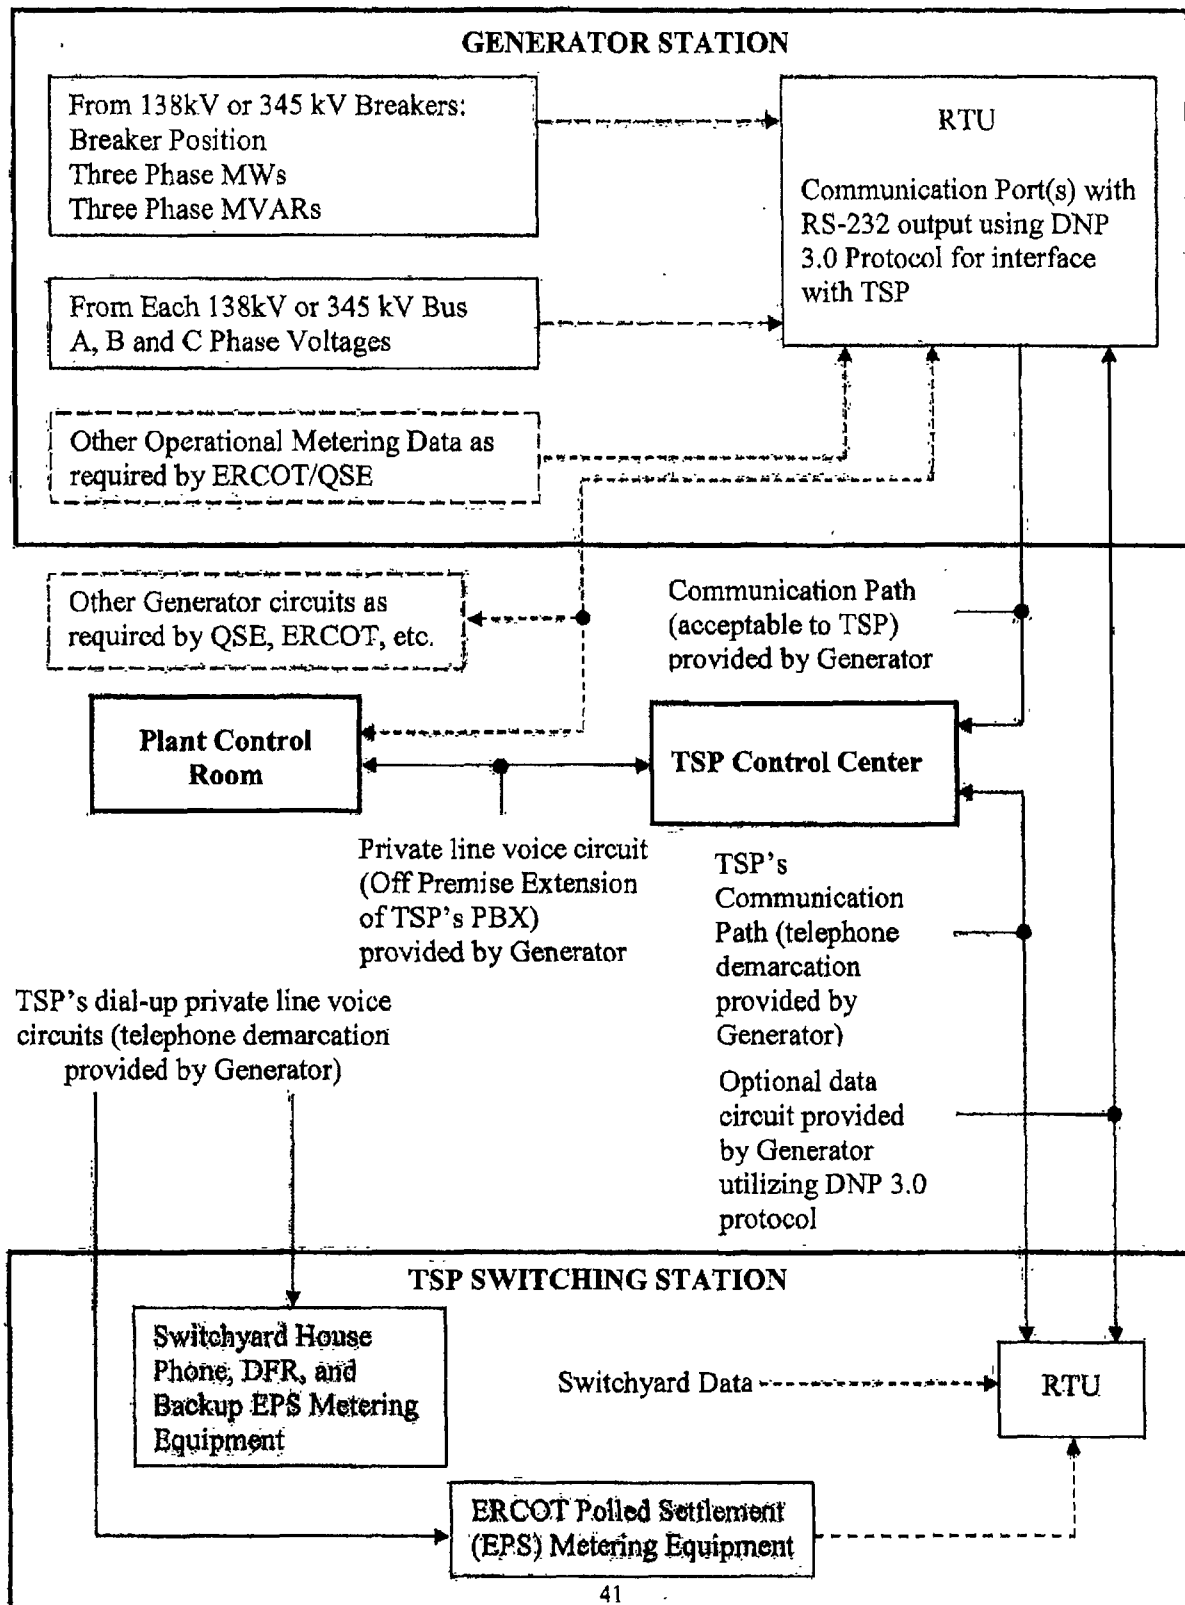 GENERATOR STATION
From 138kV or 345 kV Breakers:
Breaker Position
Three Phase MWs
Three Phase MVARs
RTU
Communication Port(s) with
RS-232 output using DNP
3.0 Protocol for interface
with TSP
From Each 138kV or 345 kV Bus
A, B and C Phase Voltages
Other Operational Metering Data as
required by ERCOT/QSE
Other Generator circuits as
required by QSE, ERCOT, etc.
Communication Path
(acceptable to TSP)
provided by Generator
Plant Control
Room
TSP Control Center
Private line voice circuit
(Off Premise Extension
of TSP's PBX)
provided by Generator
TSP's
Communication
Path (telephone
demarcation
provided by
Generator)
TSP's dial-up private line voice
circuits (telephone demarcation
provided by Generator)
Optional data
circuit provided
by Generator
utilizing DNP 3.0
protocol
TSP SWITCHING STATION
Switchyard House
Phone, DFR, and
Backup EPS Metering
Equipment
Switchyard Data
RTU
ERCOT Polled Settlement
(EPS) Metering Equipment
41